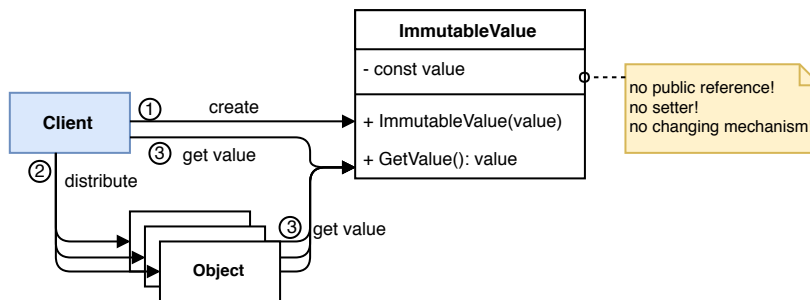 ImmutableValue
- const value
+ ImmutableValue(value)
+ GetValue(): value
no public reference!
no setter!
no changing mechanism
Client
1
create
3
get value
2
distribute
3
get value
Object